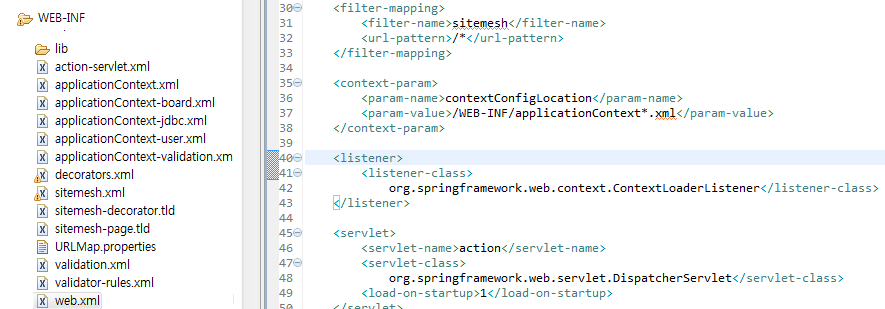 WEB-INF
lib
action-servlet.xml
applicationContext.xml
applicationContext-board.xml
applicationContext-jdbc.xml
applicationContext-user.xml
applicationContext-validation.xm
decorators.xml
sitemesh.xml
sitemesh-decorator.tld
sitemesh-page.tld
URLMap.properties
validation.xml
validator-rules.xml
web.xml
30 <filter-mapping>
31 <filter-name>sitemesh</filter-name>
32 <url-pattern>/*</url-pattern>
33 </filter-mapping>
34
35 <context-param>
36 <param-name>contextConfigLocation</param-name>
37 <param-value>/WEB-INF/applicationContext*.xml</param-value>
38 </context-param>
39
40 <listener>
41 <listener-class>
42 org.springframework.web.context.ContextLoaderListener</listener-class>
43 </listener>
44
45 <servlet>
46 <servlet-name>action</servlet-name>
47 <servlet-class>
48 org.springframework.web.servlet.DispatcherServlet</servlet-class>
49 <load-on-startup>1</load-on-startup>
50 </servlet>